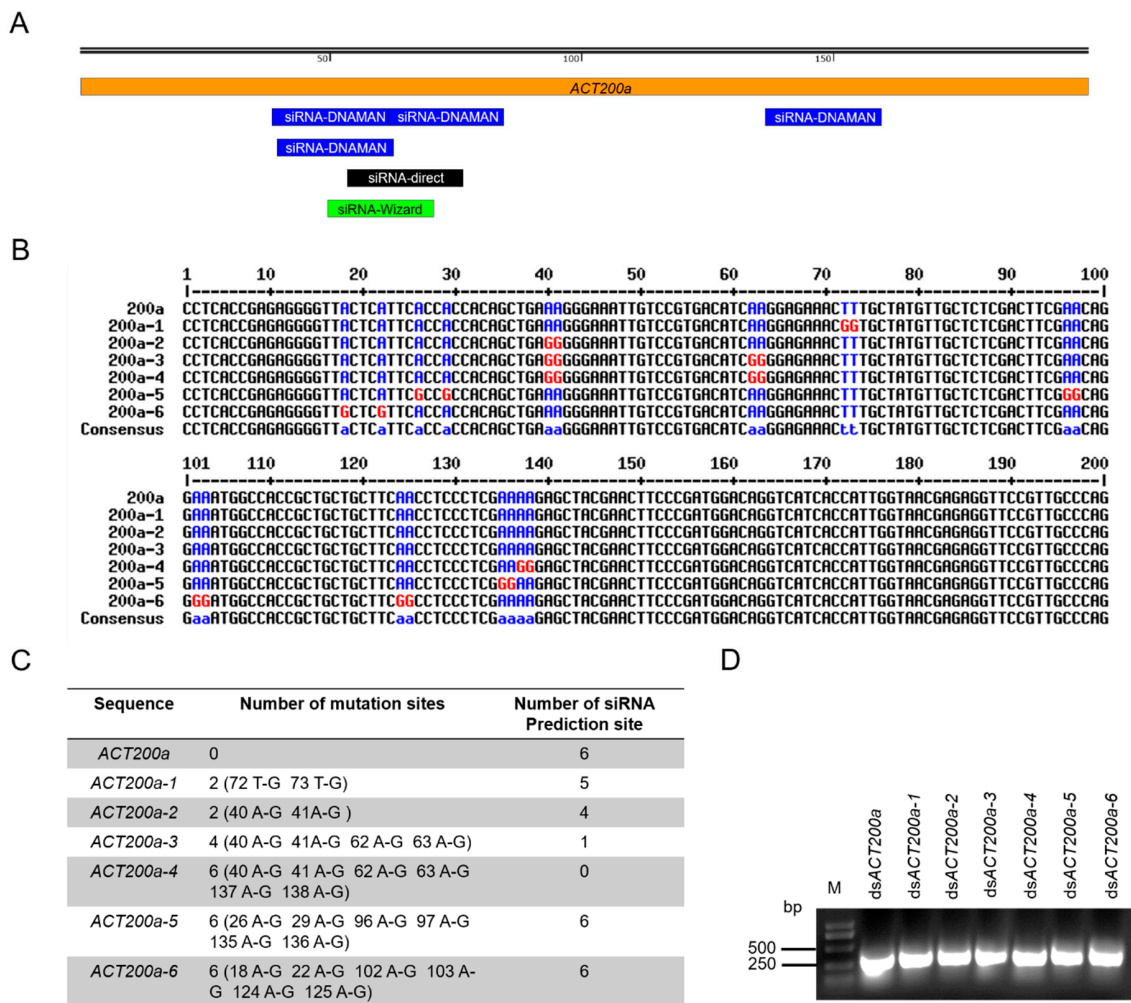 A
50 100 150
ACT200a
siRNA-DNAMAN siRNA-DNAMAN siRNA-DNAMAN
siRNA-DNAMAN
siRNA-direct
siRNA-Wizard
B
1 10 20 30 40 50 60 70 80 90 100
200a CCTCACCGAGAGGGGTTACTCATTCACCACCACAGCTGAAAGGGAAATTGTCCGTGACATCAAGGAGAAACTTTGCTATGTTGCTCTCGACTTCGAACAG
200a-1 CCTCACCGAGAGGGGTTACTCATTCACCACCACAGCTGAAAGGGAAATTGTCCGTGACATCAAGGAGAAACGGTGCTATGTTGCTCTCGACTTCGAACAG
200a-2 CCTCACCGAGAGGGGTTACTCATTCACCACCACAGCTGAGGGGGAAATTGTCCGTGACATCAAGGAGAAACTTTGCTATGTTGCTCTCGACTTCGAACAG
200a-3 CCTCACCGAGAGGGGTTACTCATTCACCACCACAGCTGAGGGGGAAATTGTCCGTGACATCGGGGAGAAACTTTGCTATGTTGCTCTCGACTTCGAACAG
200a-4 CCTCACCGAGAGGGGTTACTCATTCACCACCACAGCTGAGGGGGAAATTGTCCGTGACATCGGGGAGAAACTTTGCTATGTTGCTCTCGACTTCGAACAG
200a-5 CCTCACCGAGAGGGGTTACTCATTCGCCGCCACAGCTGAAAGGGAAATTGTCCGTGACATCAAGGAGAAACTTTGCTATGTTGCTCTCGACTTCGGGCAG
200a-6 CCTCACCGAGAGGGGTTGCTCGTTCACCACCACAGCTGAAAGGGAAATTGTCCGTGACATCAAGGAGAAACTTTGCTATGTTGCTCTCGACTTCGAACAG
Consensus CCTCACCGAGAGGGGTTaCTCaTTCaCCaCCACAGCTGAaaGGGAAATTGTCCGTGACATCaaGGAGAAACttTGCTATGTTGCTCTCGACTTCGaaCAG
101 110 120 130 140 150 160 170 180 190 200
200a GAAATGGCCACCGCTGCTGCTTCAACCTCCCTCGAAAAGAGCTACGAACTTCCCGATGGACAGGTCATCACCATTGGTAACGAGAGGTTCCGTTGCCCAG
200a-1 GAAATGGCCACCGCTGCTGCTTCAACCTCCCTCGAAAAGAGCTACGAACTTCCCGATGGACAGGTCATCACCATTGGTAACGAGAGGTTCCGTTGCCCAG
200a-2 GAAATGGCCACCGCTGCTGCTTCAACCTCCCTCGAAAAGAGCTACGAACTTCCCGATGGACAGGTCATCACCATTGGTAACGAGAGGTTCCGTTGCCCAG
200a-3 GAAATGGCCACCGCTGCTGCTTCAACCTCCCTCGAAAAGAGCTACGAACTTCCCGATGGACAGGTCATCACCATTGGTAACGAGAGGTTCCGTTGCCCAG
200a-4 GAAATGGCCACCGCTGCTGCTTCAACCTCCCTCGAAGGGAGCTACGAACTTCCCGATGGACAGGTCATCACCATTGGTAACGAGAGGTTCCGTTGCCCAG
200a-5 GAAATGGCCACCGCTGCTGCTTCAACCTCCCTCGGGAAGAGCTACGAACTTCCCGATGGACAGGTCATCACCATTGGTAACGAGAGGTTCCGTTGCCCAG
200a-6 GGGATGGCCACCGCTGCTGCTTCGGCCTCCCTCGAAAAGAGCTACGAACTTCCCGATGGACAGGTCATCACCATTGGTAACGAGAGGTTCCGTTGCCCAG
Consensus GaaATGGCCACCGCTGCTGCTTCaaCCTCCCTCGaaaaGAGCTACGAACTTCCCGATGGACAGGTCATCACCATTGGTAACGAGAGGTTCCGTTGCCCAG
C
Sequence Number of mutation sites Number of siRNA
Prediction site
ACT200a 0 6
ACT200a-1 2 (72 T-G 73 T-G) 5
ACT200a-2 2 (40 A-G 41A-G ) 4
ACT200a-3 4 (40 A-G 41A-G 62 A-G 63 A-G) 1
ACT200a-4 6 (40 A-G 41 A-G 62 A-G 63 A-G 0
137 A-G 138 A-G)
ACT200a-5 6 (26 A-G 29 A-G 96 A-G 97 A-G 6
135 A-G 136 A-G)
ACT200a-6 6 (18 A-G 22 A-G 102 A-G 103 A- 6
G 124 A-G 125 A-G)
D
bp M dsACT200a dsACT200a-1 dsACT200a-2 dsACT200a-3 dsACT200a-4 dsACT200a-5 dsACT200a-6
500
250